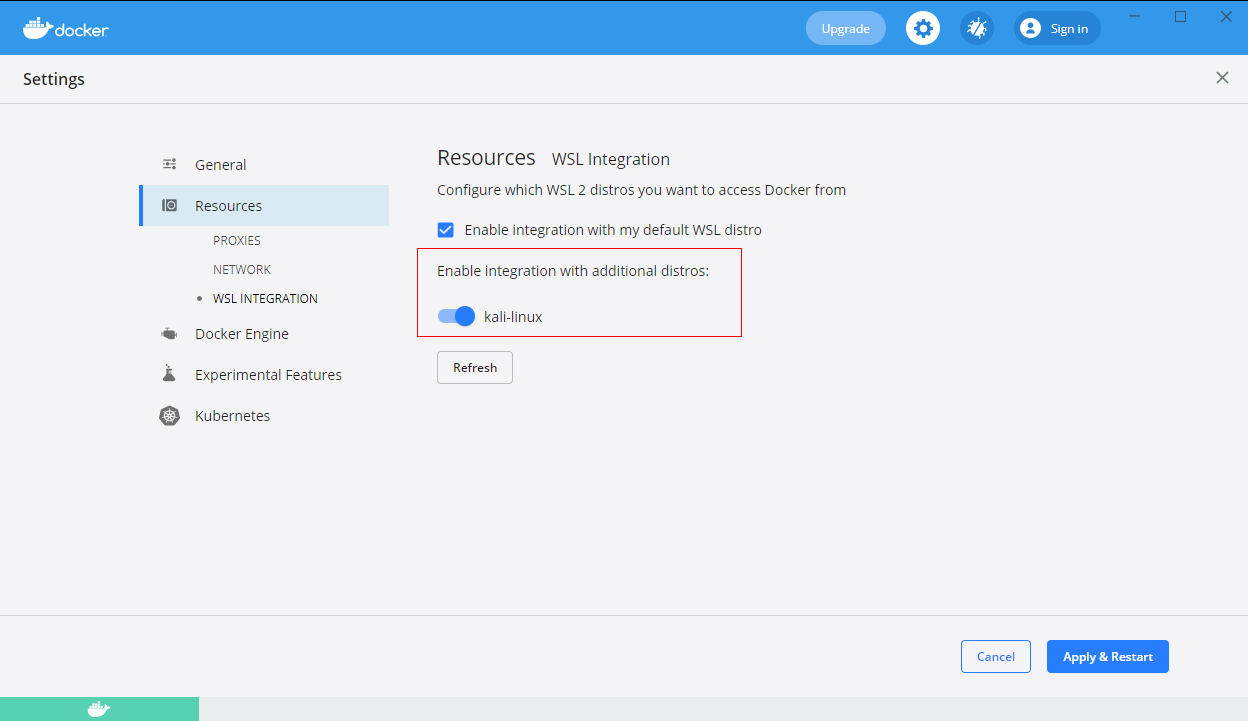 docker
Upgrade
Sign in
Settings
General
Resources
PROXIES
NETWORK
WSL INTEGRATION
Docker Engine
Experimental Features
Kubernetes
Resources WSL Integration
Configure which WSL 2 distros you want to access Docker from
Enable integration with my default WSL distro
Enable integration with additional distros:
kali-linux
Refresh
Cancel
Apply & Restart